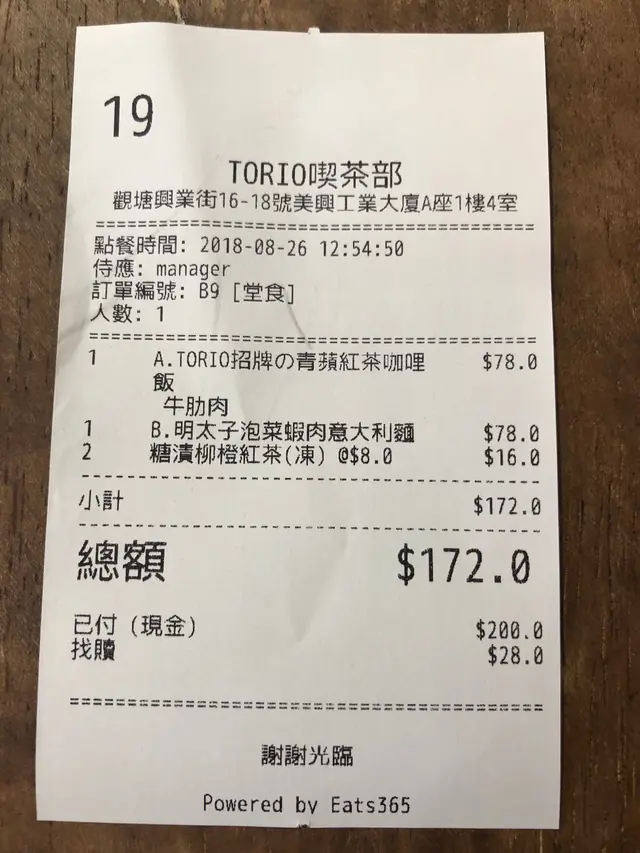 19
TORIO喫茶部
觀塘興業街16-18號美興工業大廈A座1樓4室
點餐時間: 2018-08-26 12:54:50
侍應: manager
訂單編號: B9 [堂食]
人數: 1
1 A.TORIO招牌の青蘋紅茶咖哩 $78.0
飯
牛肋肉
1 B.明太子泡菜蝦肉意大利麵 $78.0
2 糖漬柳橙紅茶(凍) @$8.0 $16.0
小計 $172.0
總額 $172.0
已付 (現金) $200.0
找贖 $28.0
謝謝光臨
Powered by Eats365